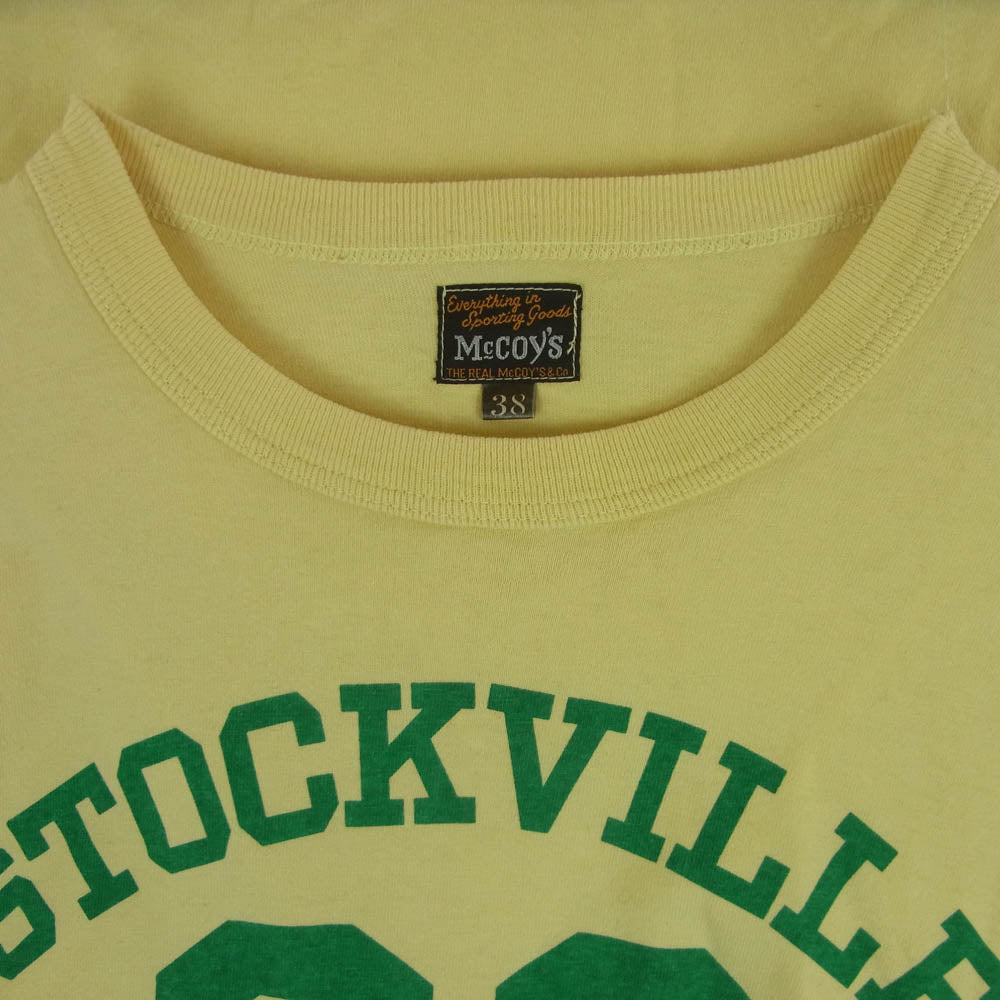 Everything in
Sporting Goods
McCOY'S
THE REAL McCOY'S & Co
38
STOCKVILLE